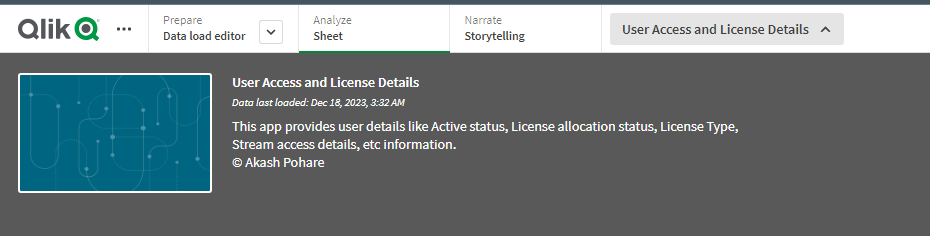 Qlik
Prepare
Data load editor
Analyze
Sheet
Narrate
Storytelling
User Access and License Details
User Access and License Details
Data last loaded: Dec 18, 2023, 3:32 AM
This app provides user details like Active status, License allocation status, License Type,
Stream access details, etc information.
© Akash Pohare